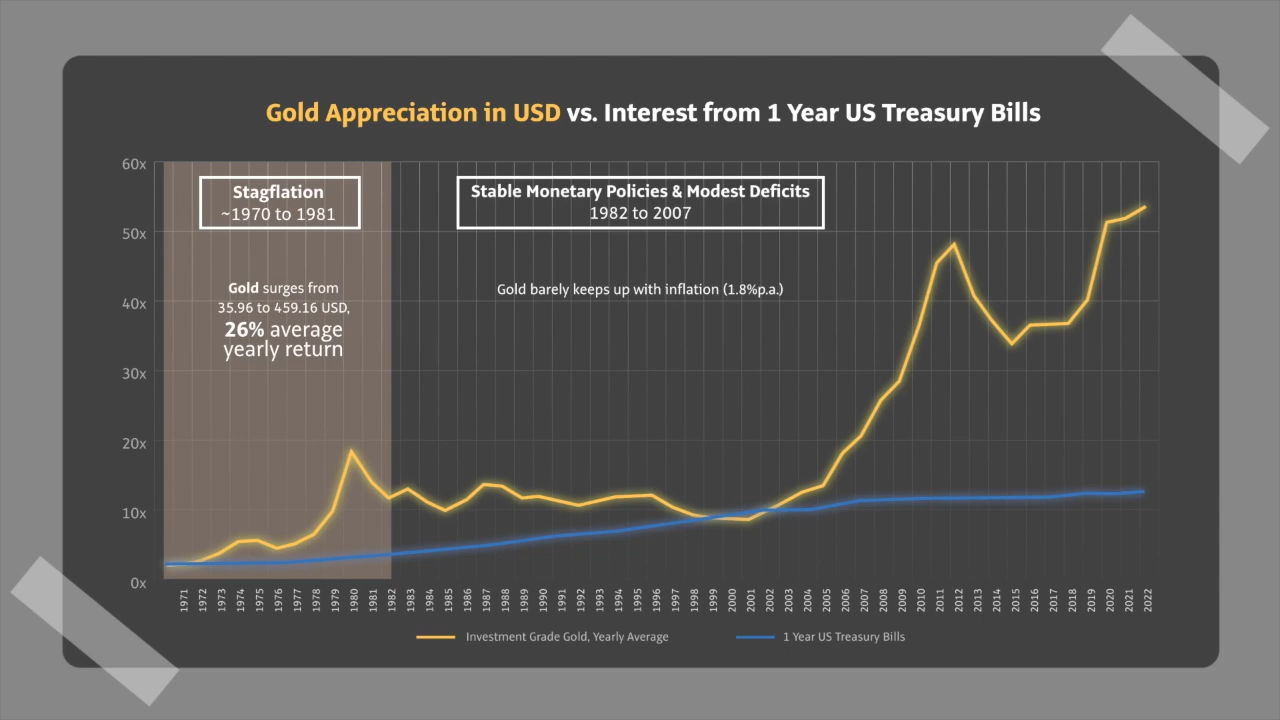 Gold Appreciation in USD vs. Interest from 1 Year US Treasury Bills
60x
50x
40x
30x
20x
10x
0x
Stagflation
~1970 to 1981
Gold surges from
35.96 to 459.16 USD,
26% average
yearly return
Stable Monetary Policies & Modest Deficits
1982 to 2007
Gold barely keeps up with inflation (1.8%p.a.)
1971
1972
1973
1974
1975
1976
1977
1978
1979
1980
1981
1982
1983
1984
1985
1986
1987
1988
1989
1990
1991
1992
1993
1994
1995
1996
1997
1998
1999
2000
2001
2002
2003
2004
2005
2006
2007
2008
2009
2010
2011
2012
2013
2014
2015
2016
2017
2018
2019
2020
2021
2022
Investment Grade Gold, Yearly Average
1 Year US Treasury Bills